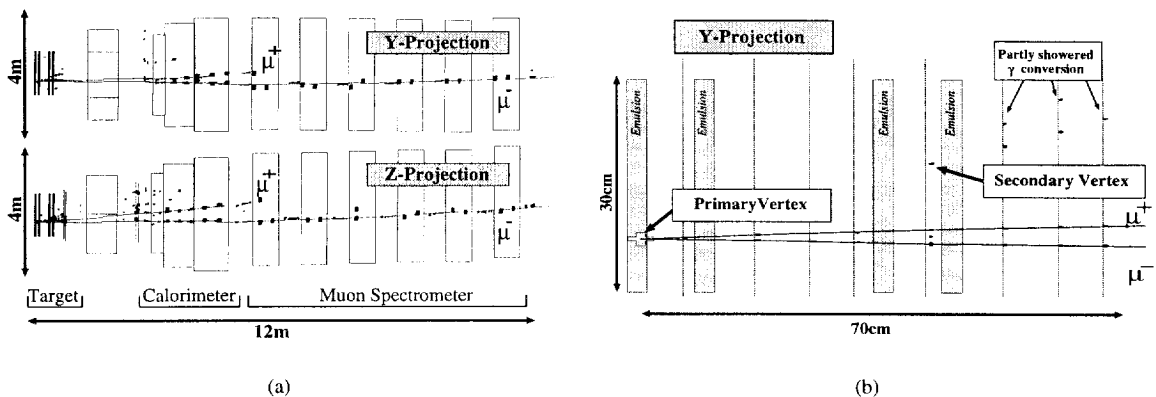 4m
Y-Projection
μ+
μ-
4m
Z-Projection
μ+
μ-
Target
Calorimeter
Muon Spectrometer
12m
(a)
Y-Projection
Partly showered
γ conversion
30cm
Emulsion
Emulsion
Emulsion
Emulsion
Secondary Vertex
PrimaryVertex
μ+
μ−
70cm
(b)